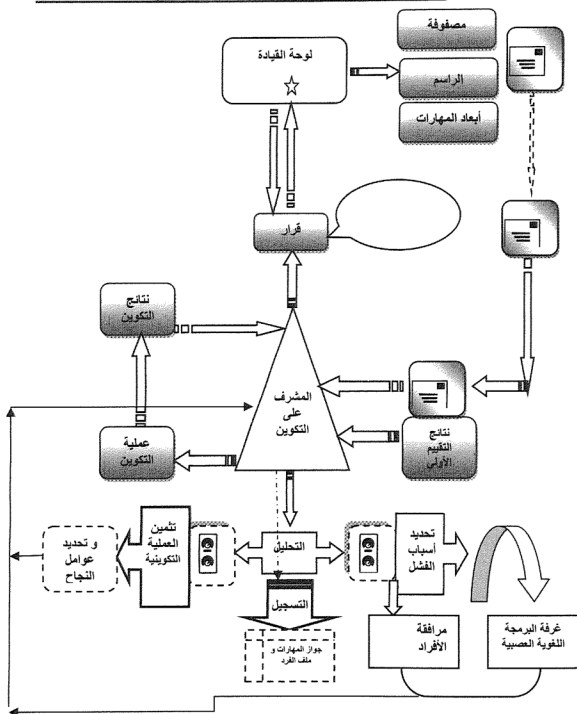 مصفوفة
لوحة القيادة
الراسم
أبعاد المهارات
قرار
نتائج
التكوين
المشرف
على
التكوين
نتائج
التقييم
الأولي
عملية
التكوين
تثمين
العملية
التكوينية
و تحديد
عوامل
النجاح
التحليل
تحديد
أسباب
الفشل
التسجيل
جواز المهارات و
ملف الفرد
مرافقة
الأفراد
غرفة البرمجة
اللغوية العصبية